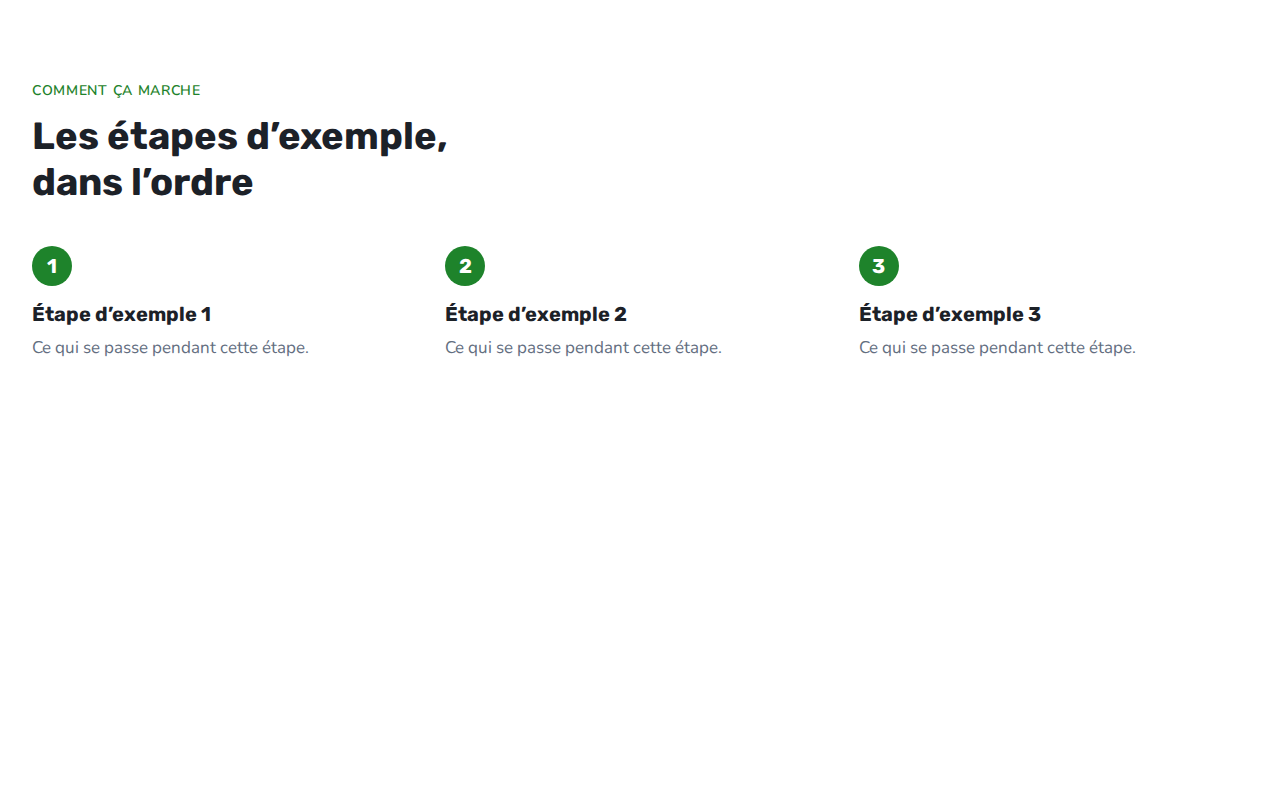 COMMENT ÇA MARCHE
Les étapes d’exemple,
dans l’ordre
1
Étape d’exemple 1
Ce qui se passe pendant cette étape.
2
Étape d’exemple 2
Ce qui se passe pendant cette étape.
3
Étape d’exemple 3
Ce qui se passe pendant cette étape.